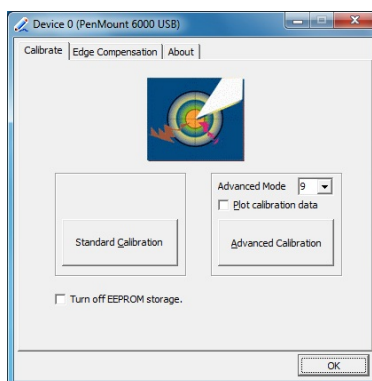 Device 0 (PenMount 6000 USB)
Calibrate Edge Compensation About
Advanced Mode 9
Plot calibration data
Standard Calibration
Advanced Calibration
Turn off EEPROM storage.
OK